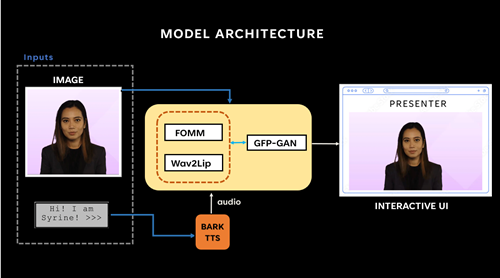 MODEL ARCHITECTURE
Inputs
IMAGE
Hi! I am
Syrine! >>>
FOMM
Wav2Lip
GFP-GAN
audio
BARK
TTS
PRESENTER
INTERACTIVE UI